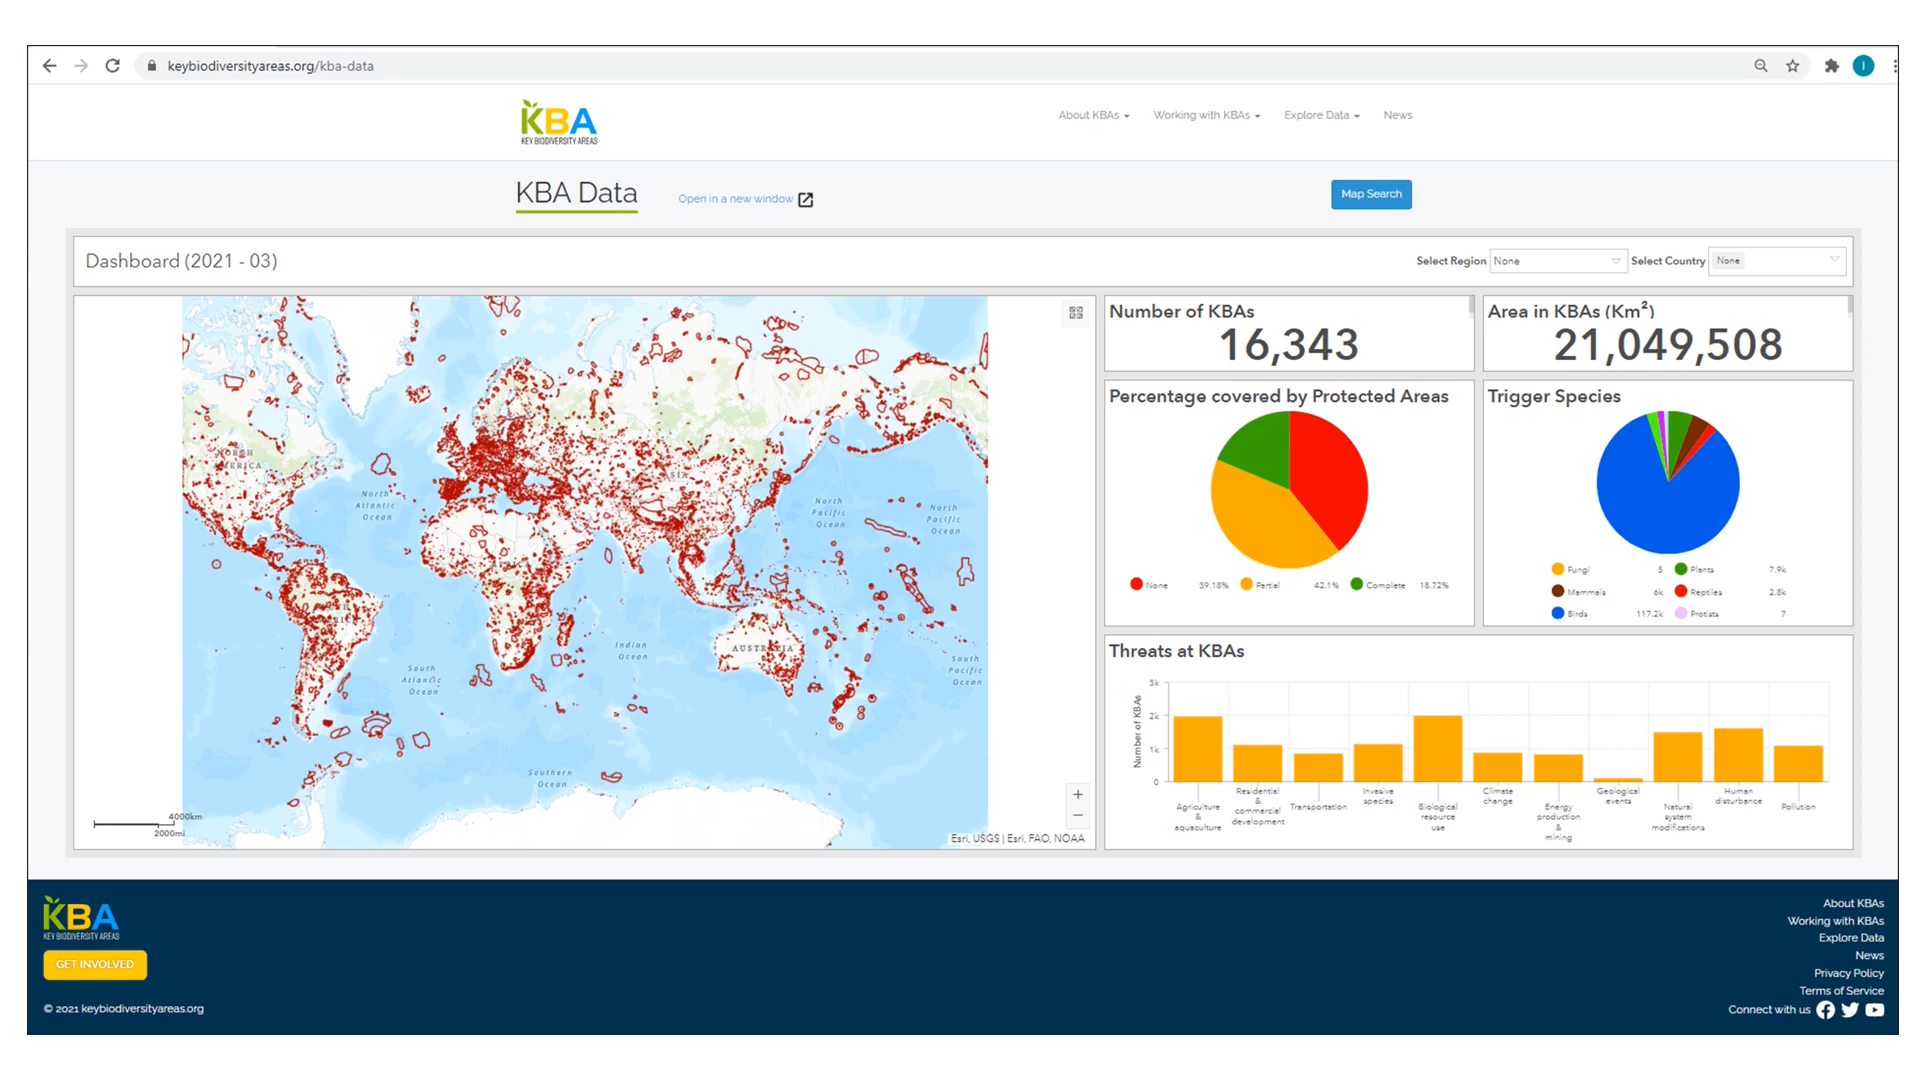 keybiodiversityareas.org/kba-data
I
KBA
KEY BIODIVERSITY AREAS
About KBAs
Working with KBAs
Explore Data
News
KBA Data
Open in a new window
Map Search
Dashboard (2021 - 03)
Select Region
None
Select Country
None
NORTH
AMERICA
North
Atlantic
Ocean
North
Pacific
Ocean
North
Pacific
Ocean
Indian
Ocean
AUSTRALIA
South
Atlantic
Ocean
South
Pacific
Ocean
Southern
Ocean
4000km
2000mi
+
−
Esri, USGS | Esri, FAO, NOAA
Number of KBAs
16,343
Area in KBAs (Km²)
21,049,508
Percentage covered by Protected Areas
None 39.18% Partial 42.1% Complete 18.72%
Trigger Species
Fungi 5 Plants 7.9k
Mammals 6k Reptiles 2.8k
Birds 117.2k Protists 7
Threats at KBAs
Number of KBAs
3k
2k
1k
0
Agriculture
&
aquaculture
Residential
&
commercial
development
Transportation
Invasive
species
Biological
resource
use
Climate
change
Energy
production
&
mining
Geological
events
Natural
system
modifications
Human
disturbance
Pollution
KBA
KEY BIODIVERSITY AREAS
GET INVOLVED
© 2021 keybiodiversityareas.org
About KBAs
Working with KBAs
Explore Data
News
Privacy Policy
Terms of Service
Connect with us